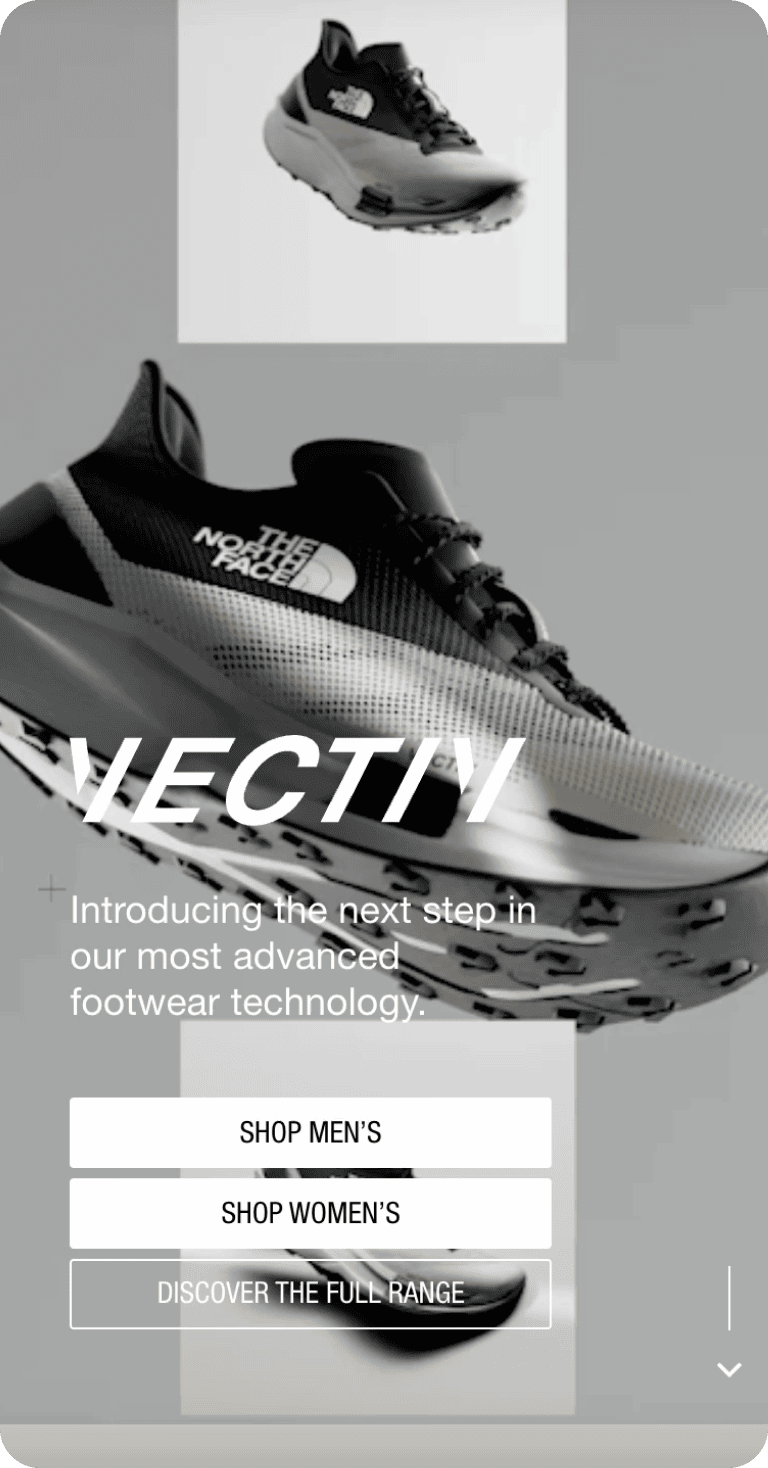 THE
NORTH
FACE
VECTIV
Introducing the next step in
our most advanced
footwear technology.
SHOP MEN'S
SHOP WOMEN'S
DISCOVER THE FULL RANGE